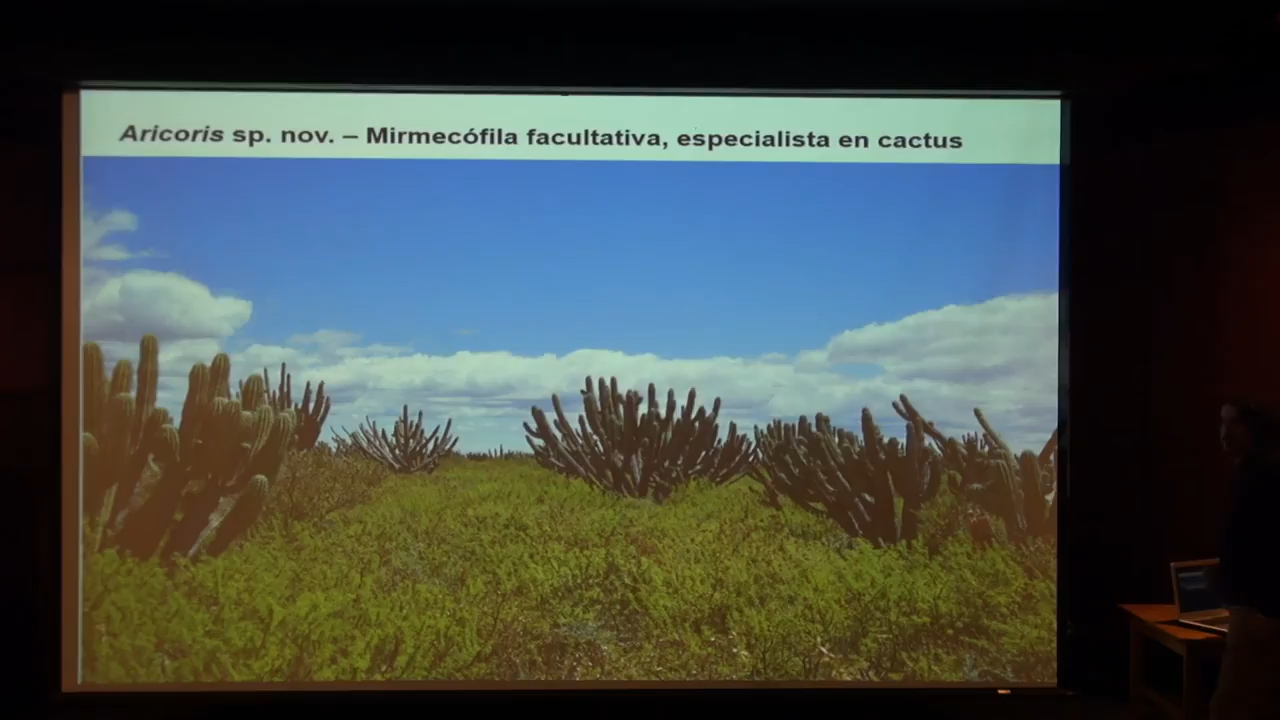 Aricoris sp. nov. – Mirmecófila facultativa, especialista en cactus